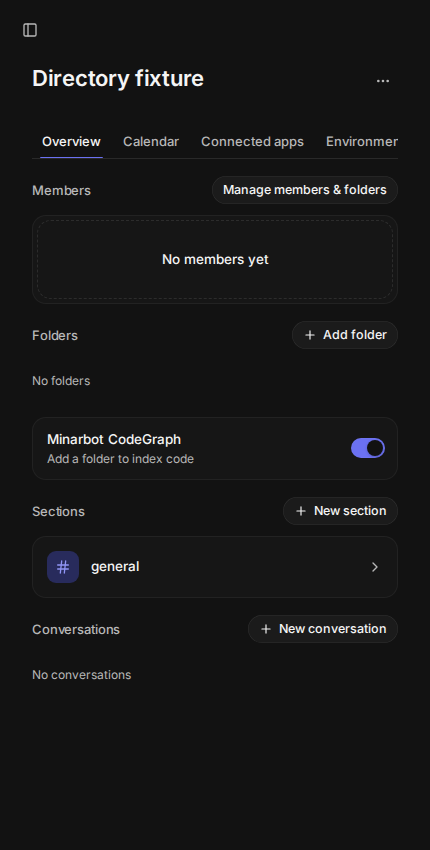 Directory fixture
Overview Calendar Connected apps Environmer
Members
Manage members & folders
No members yet
Folders
Add folder
No folders
Minarbot CodeGraph
Add a folder to index code
Sections
New section
general
Conversations
New conversation
No conversations